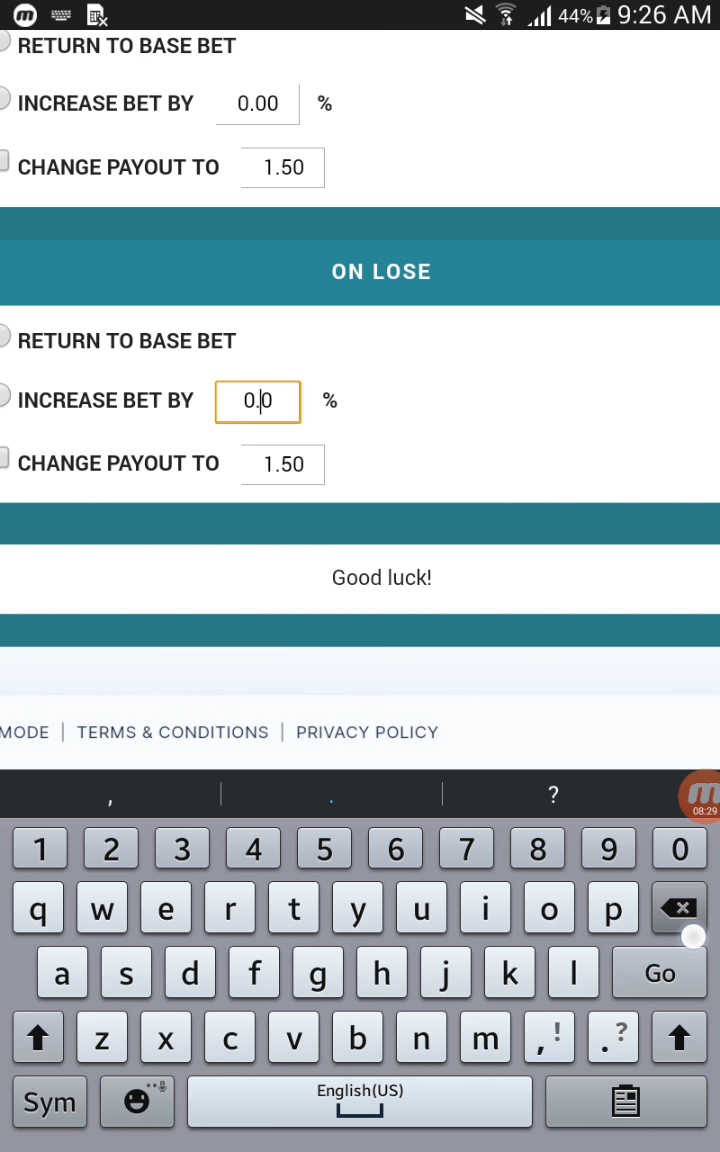 44% 9:26 AM
RETURN TO BASE BET
INCREASE BET BY 0.00 %
CHANGE PAYOUT TO 1.50
ON LOSE
RETURN TO BASE BET
INCREASE BET BY 0.0 %
CHANGE PAYOUT TO 1.50
Good luck!
MODE | TERMS & CONDITIONS | PRIVACY POLICY
, . ?
08:29
1 2 3 4 5 6 7 8 9 0
q w e r t y u i o p
a s d f g h j k l Go
z x c v b n m , ! . ?
Sym English(US)